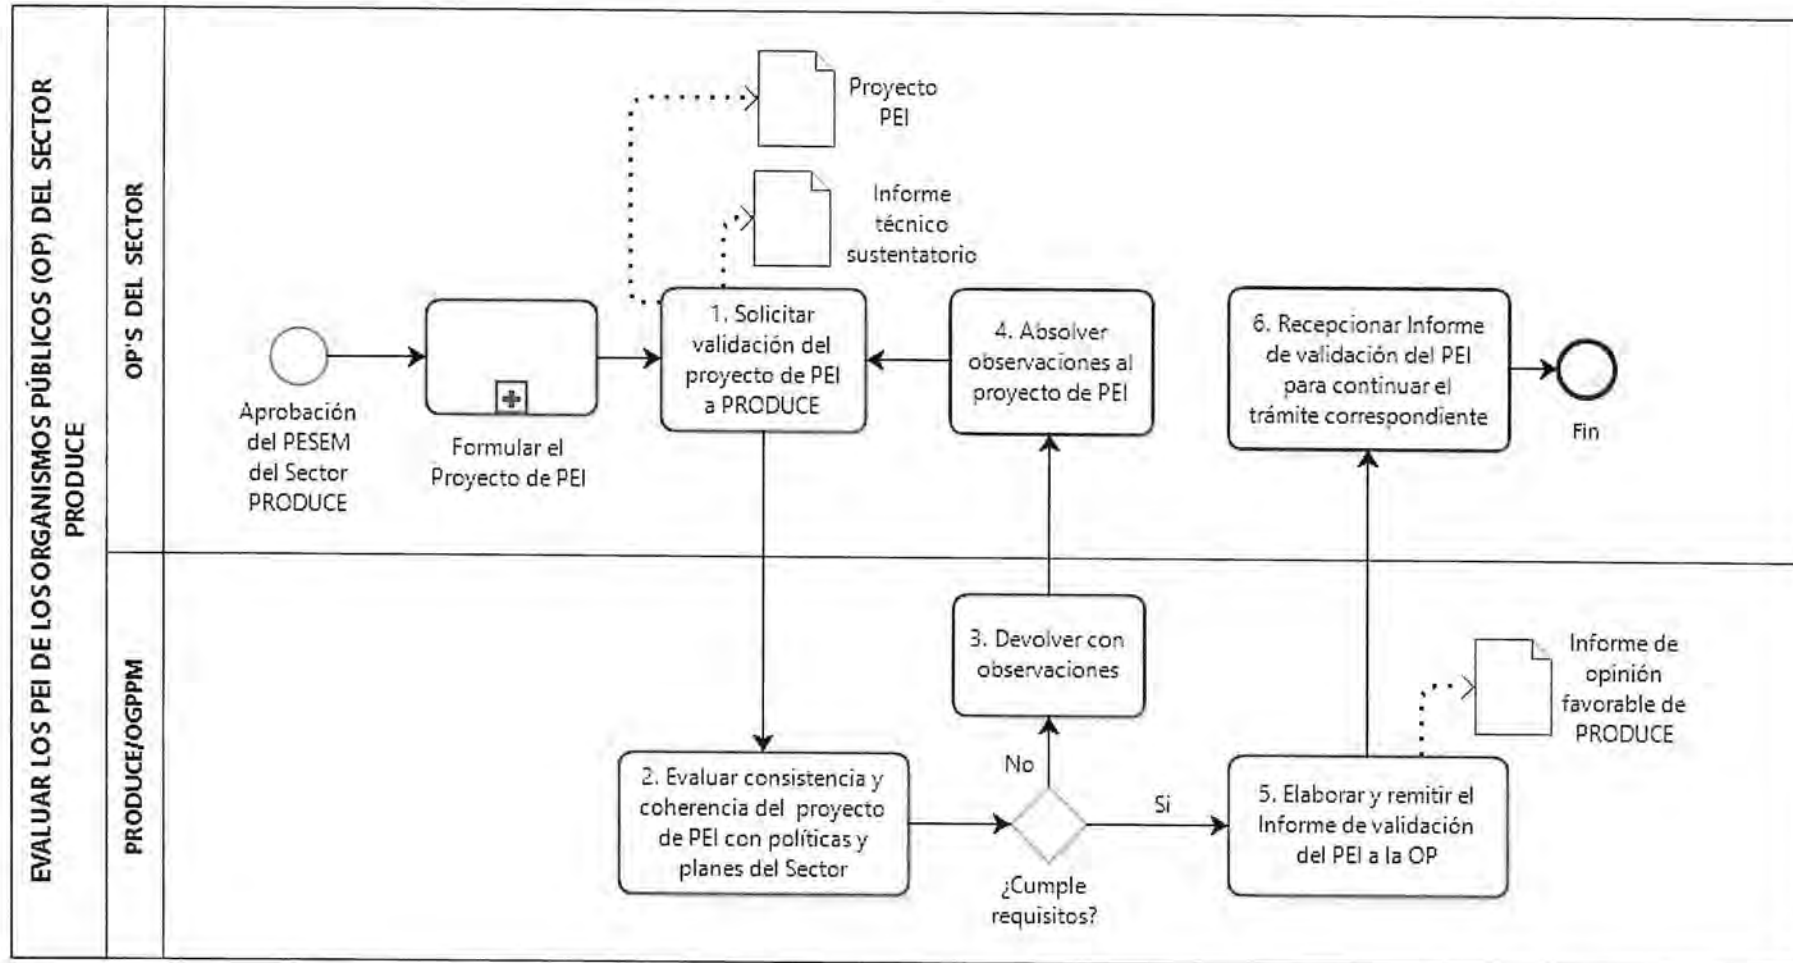 EVALUAR LOS PEI DE LOS ORGANISMOS PÚBLICOS (OP) DEL SECTOR
PRODUCE
OP'S DEL SECTOR
Proyecto
PEI
Informe
técnico
sustentatorio
Aprobación
del PESEM
del Sector
PRODUCE
Formular el
Proyecto de PEI
1. Solicitar
validación del
proyecto de PEI
a PRODUCE
4. Absolver
observaciones al
proyecto de PEI
6. Recepcionar Informe
de validación del PEI
para continuar el
trámite correspondiente
Fin
PRODUCE/OGPPM
2. Evaluar consistencia y
coherencia del proyecto
de PEI con políticas y
planes del Sector
3. Devolver con
observaciones
No
Si
¿Cumple
requisitos?
5. Elaborar y remitir el
Informe de validación
del PEI a la OP
Informe de
opinión
favorable de
PRODUCE